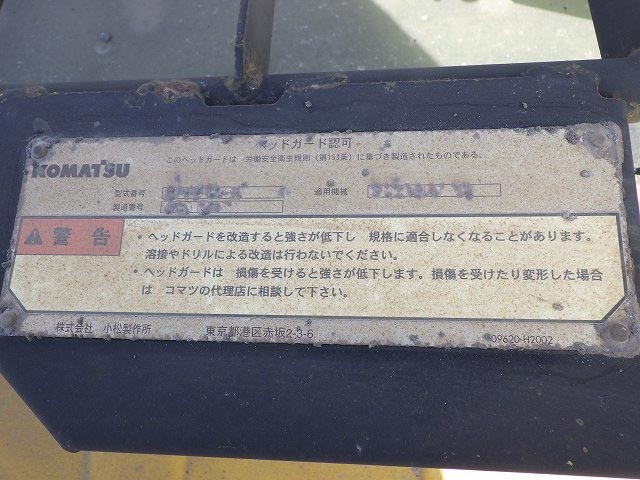 ヘッドガード認可
KOMATSU
このヘッドガードは 労働安全衛生規則（第153条）に基づき製造されたものである。
型式番号 適用機械
製造番号
警告
・ヘッドガードを改造すると強さが低下し 規格に適合しなくなることがあります。
溶接やドリルによる改造は行わないでください。
・ヘッドガードは 損傷を受けると強さが低下します。損傷を受けたり変形した場合
は コマツの代理店に相談して下さい。
株式会社 小松製作所 東京都港区赤坂2-3-6
09620-H2002